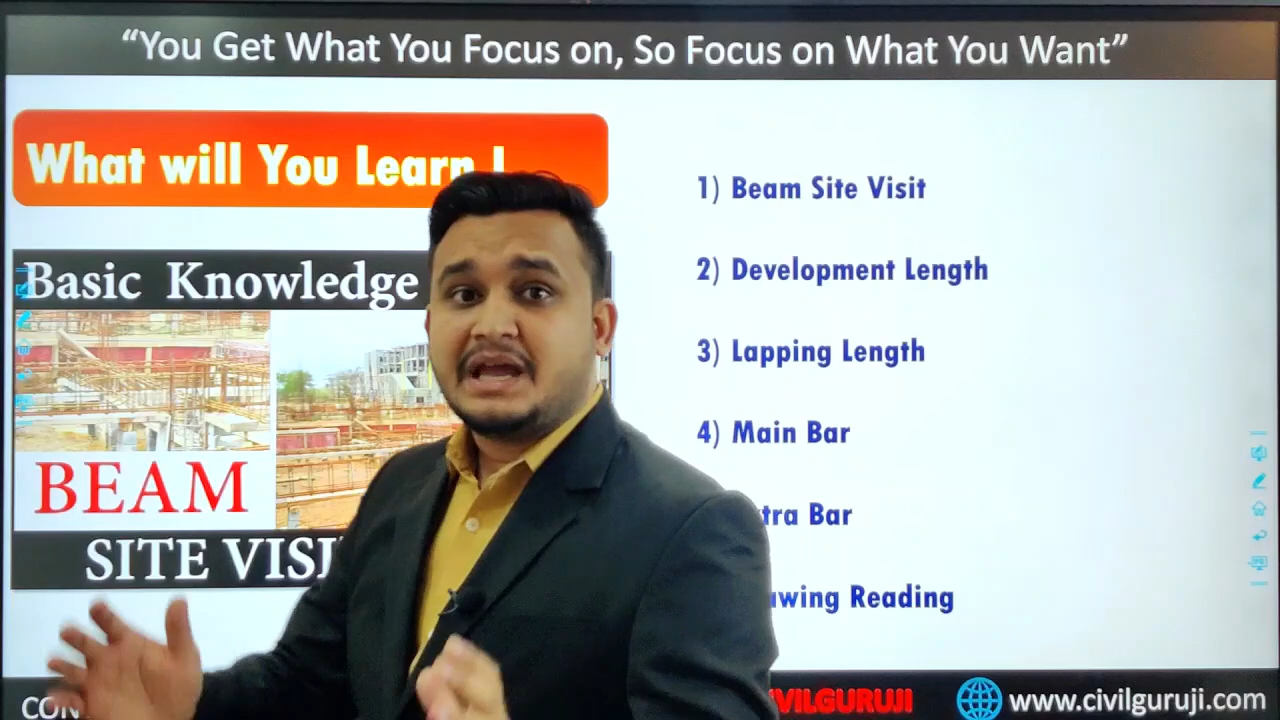 “You Get What You Focus on, So Focus on What You Want”
What will You Learn !
Basic Knowledge
BEAM
SITE
1) Beam Site Visit
2) Development Length
3) Lapping Length
4) Main Bar
Bar
Reading
www.civilguruji.com